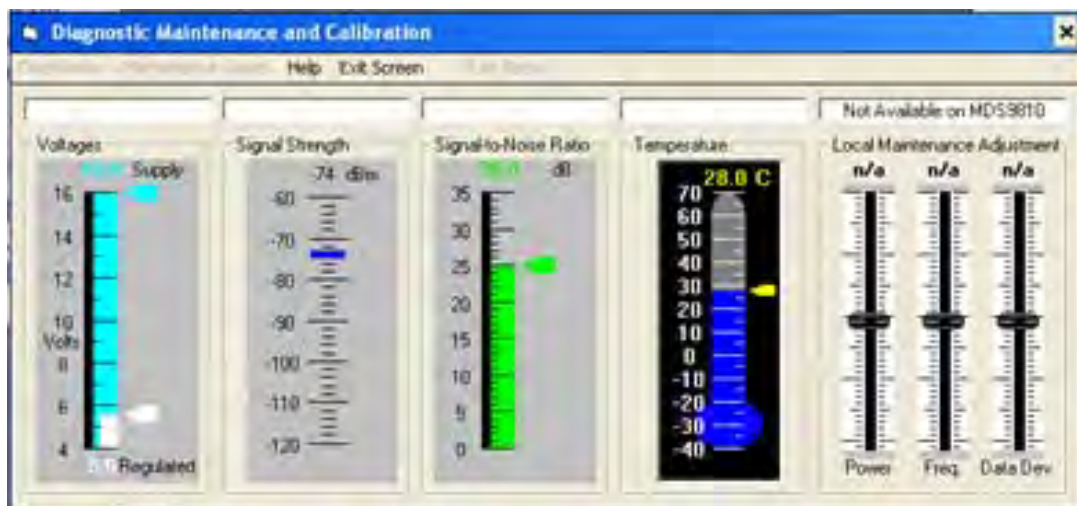 Diagnostic Maintenance and Calibration
Help Exit Screen
Not Available on MDS9810
Voltages
Supply
16
14
12
10
Volts
8
6
4
Regulated
Signal Strength
-74 dBm
-60
-70
-80
-90
-100
-110
-120
Signal-to-Noise Ratio
dB
35
30
25
20
15
10
5
0
Temperature
28.0 C
70
60
50
40
30
20
10
0
-10
-20
-30
-40
Local Maintenance Adjustment
n/a n/a n/a
Power Freq. Data Dev